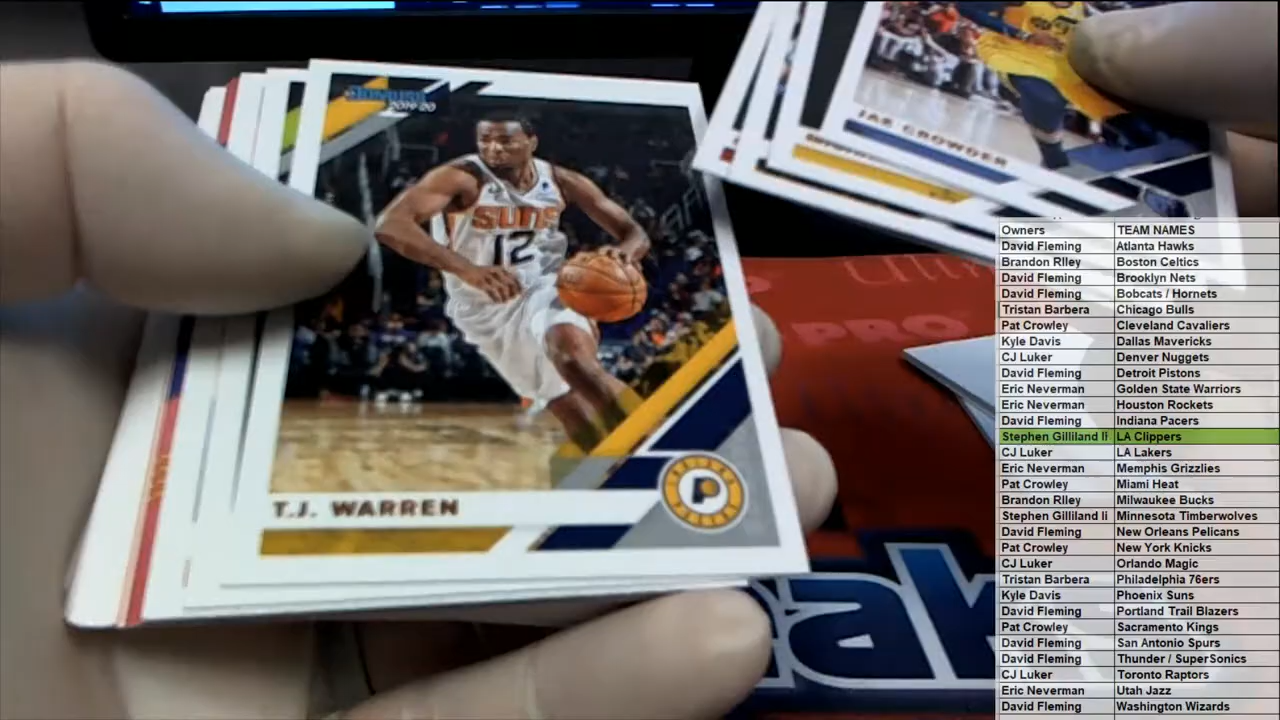 DONRUSS
2019-20
SUNS
12
T.J. WARREN
JAE CROWDER
PRO
Owners TEAM NAMES
David Fleming Atlanta Hawks
Brandon RIley Boston Celtics
David Fleming Brooklyn Nets
David Fleming Bobcats / Hornets
Tristan Barbera Chicago Bulls
Pat Crowley Cleveland Cavaliers
Kyle Davis Dallas Mavericks
CJ Luker Denver Nuggets
David Fleming Detroit Pistons
Eric Neverman Golden State Warriors
Eric Neverman Houston Rockets
David Fleming Indiana Pacers
Stephen Gilliland II LA Clippers
CJ Luker LA Lakers
Eric Neverman Memphis Grizzlies
Pat Crowley Miami Heat
Brandon RIley Milwaukee Bucks
Stephen Gilliland II Minnesota Timberwolves
David Fleming New Orleans Pelicans
Pat Crowley New York Knicks
CJ Luker Orlando Magic
Tristan Barbera Philadelphia 76ers
Kyle Davis Phoenix Suns
David Fleming Portland Trail Blazers
Pat Crowley Sacramento Kings
David Fleming San Antonio Spurs
David Fleming Thunder / SuperSonics
CJ Luker Toronto Raptors
Eric Neverman Utah Jazz
David Fleming Washington Wizards